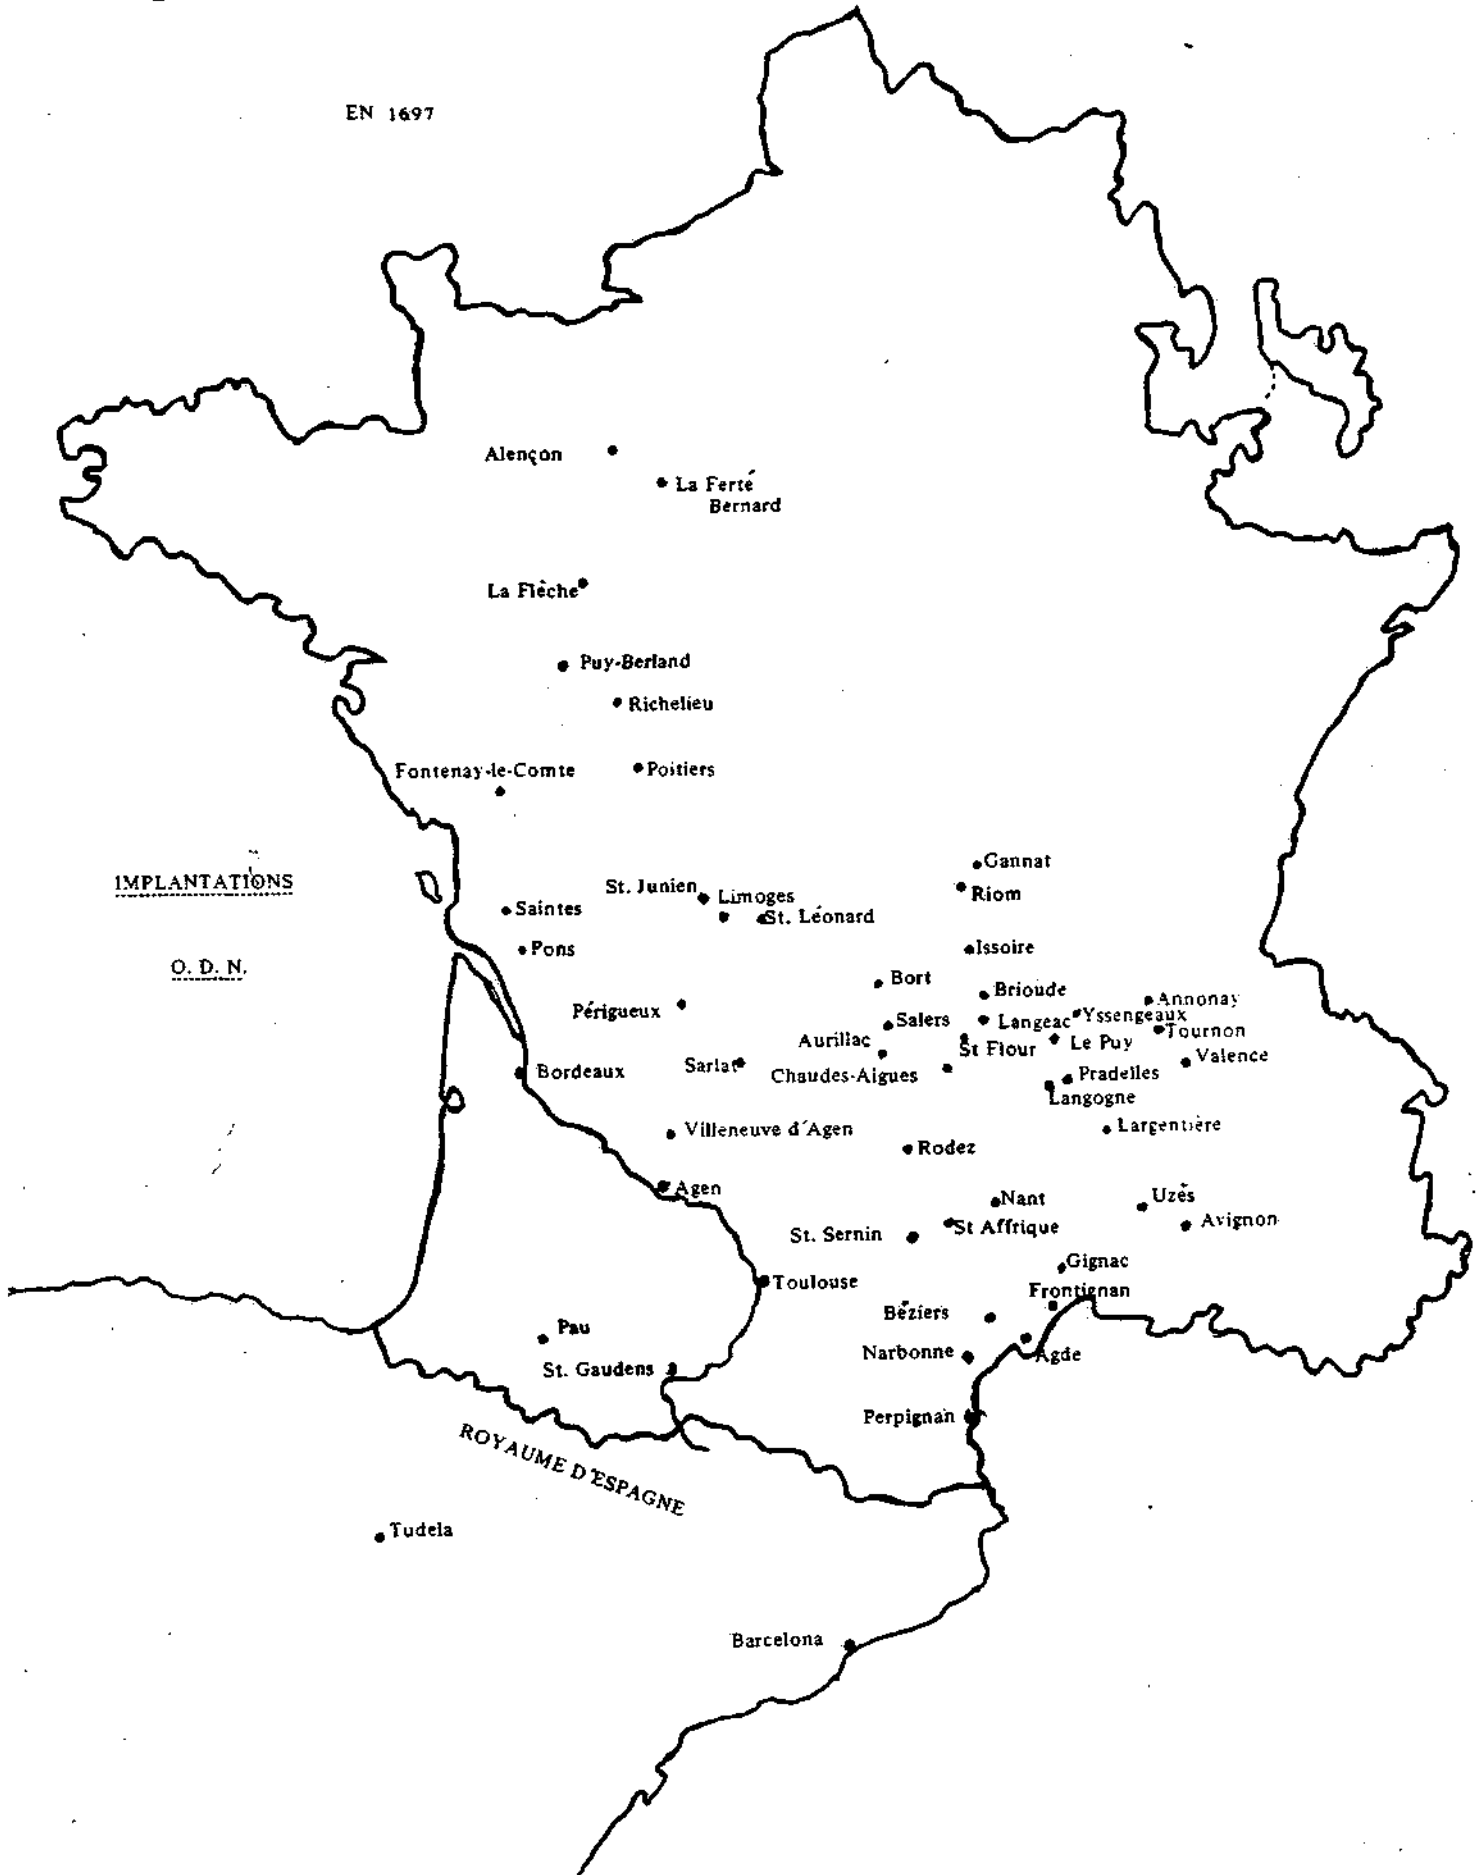 EN 1697
Alençon
La Ferté
Bernard
La Flèche
Puy-Berland
Richelieu
Fontenay-le-Comte
Poitiers
Gannat
IMPLANTATIONS
St. Junien
Limoges
Riom
Saintes
St. Léonard
Pons
Issoire
O. D. N.
Bort
Brioude
Annonay
Périgueux
Salers
Langeac
Yssengeaux
Tournon
Aurillac
St Flour
Le Puy
Valence
Bordeaux
Sarlat
Chaudes-Aigues
Pradelles
Langogne
Villeneuve d'Agen
Largentière
Rodez
Agen
Nant
Uzès
St. Sernin
St Affrique
Avignon
Gignac
Toulouse
Frontignan
Béziers
Pau
Narbonne
Agde
St. Gaudens
Perpignan
ROYAUME D'ESPAGNE
Tudela
Barcelona